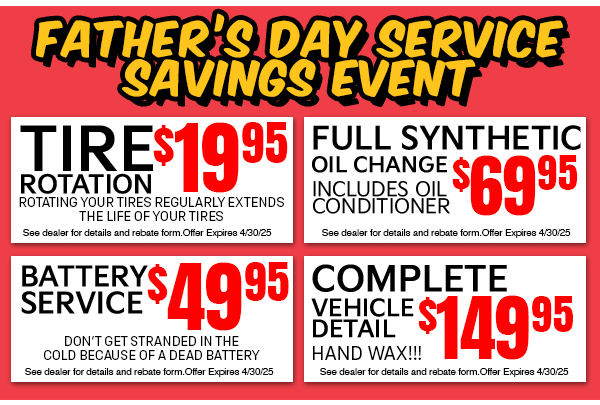 FATHER'S DAY SERVICE
SAVINGS EVENT
TIRE
ROTATION
$19.95
ROTATING YOUR TIRES REGULARLY EXTENDS
THE LIFE OF YOUR TIRES
See dealer for details and rebate form.Offer Expires 4/30/25
FULL SYNTHETIC
OIL CHANGE
INCLUDES OIL
CONDITIONER
$69.95
See dealer for details and rebate form.Offer Expires 4/30/25
BATTERY
SERVICE
$49.95
DON'T GET STRANDED IN THE
COLD BECAUSE OF A DEAD BATTERY
See dealer for details and rebate form.Offer Expires 4/30/25
COMPLETE
VEHICLE
DETAIL
HAND WAX!!!
$149.95
See dealer for details and rebate form.Offer Expires 4/30/25